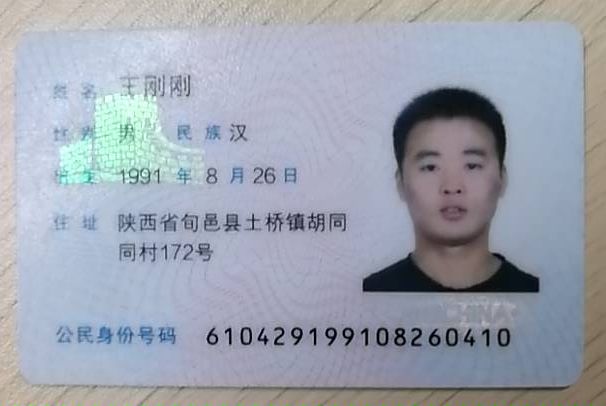 姓名 王刚刚
性别 男 民族 汉
出生 1991 年 8 月 26 日
住址 陕西省旬邑县土桥镇胡同
同村172号
公民身份号码 610429199108260410
CHINA